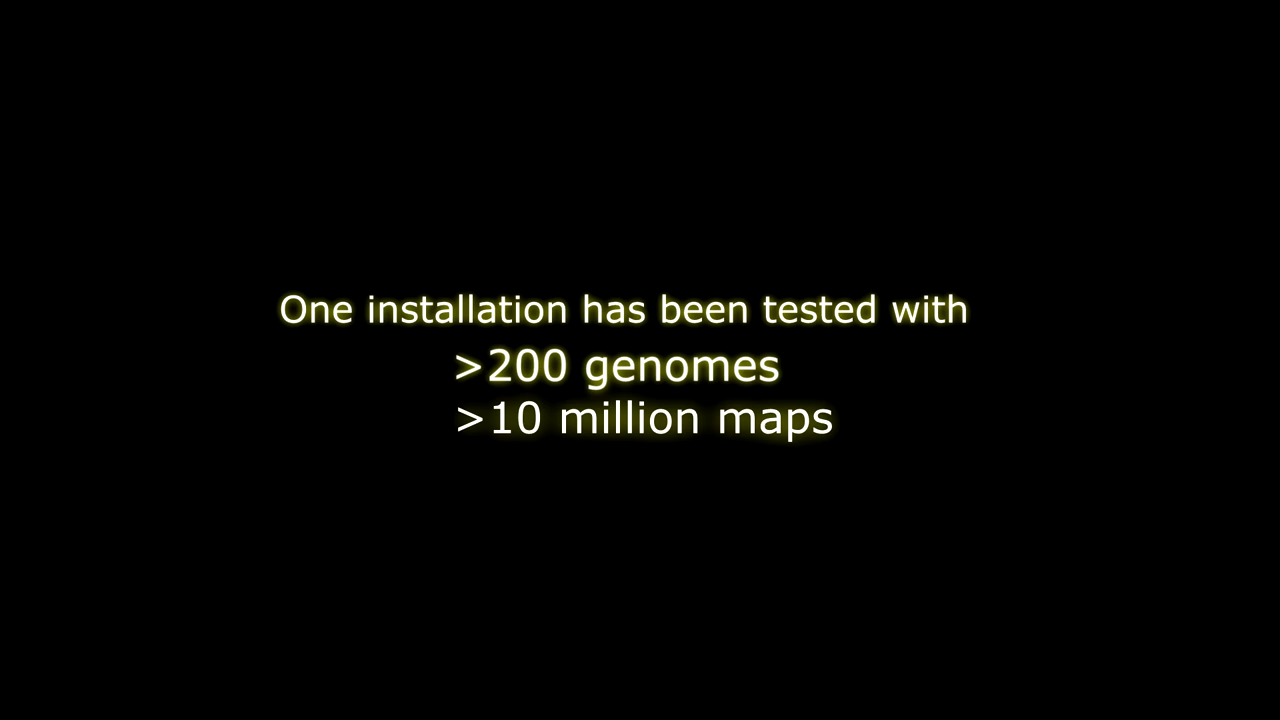 One installation has been tested with
>200 genomes
>10 million maps